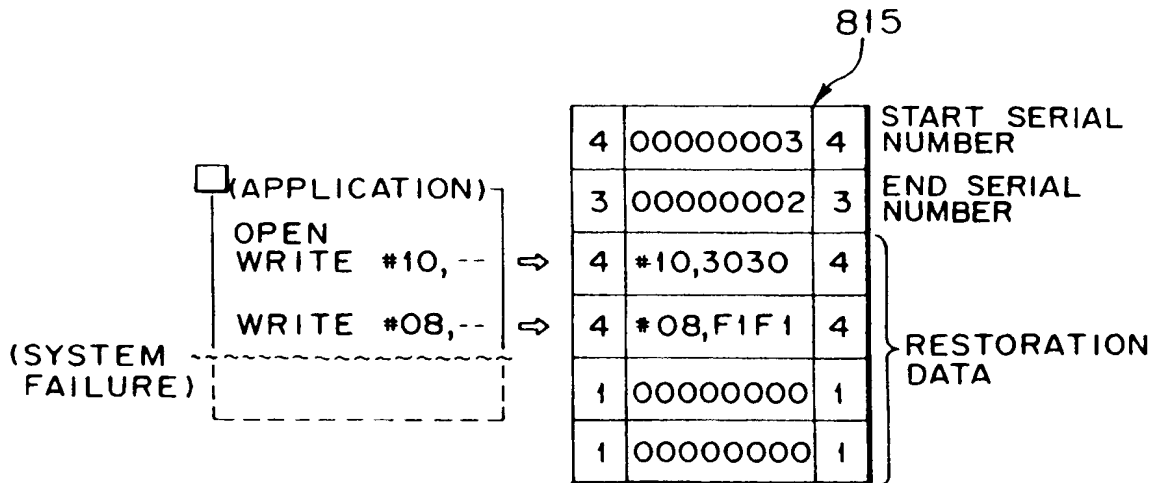 815
4 00000003 4 START SERIAL
NUMBER
3 00000002 3 END SERIAL
NUMBER
(APPLICATION)
OPEN
WRITE #10,-- ⇨ 4 #10,3030 4
WRITE #08,-- ⇨ 4 #08,F1F1 4
(SYSTEM
FAILURE)
RESTORATION
DATA
1 00000000 1
1 00000000 1